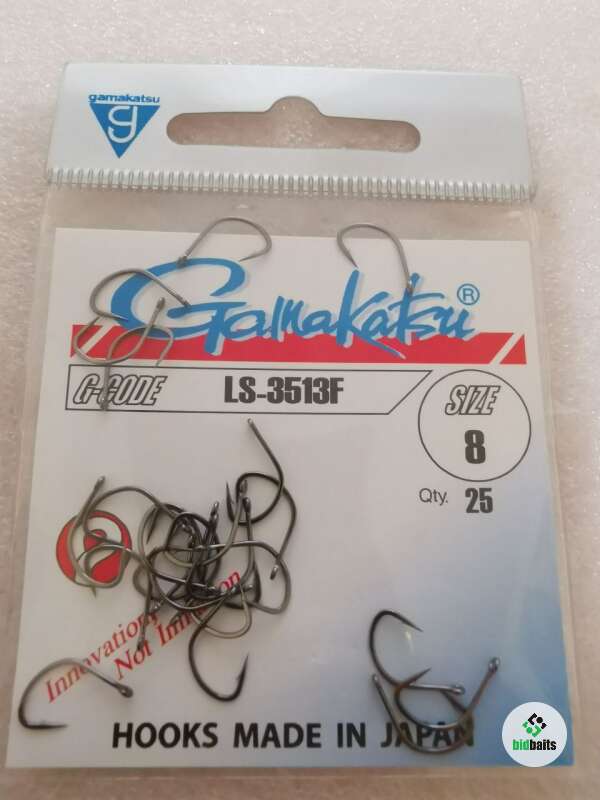 gamakatsu
g
Gamakatsu®
G-CODE LS-3513F
SIZE
8
Qty. 25
Innovation,
Not Imitation
HOOKS MADE IN JAPAN
bidbaits